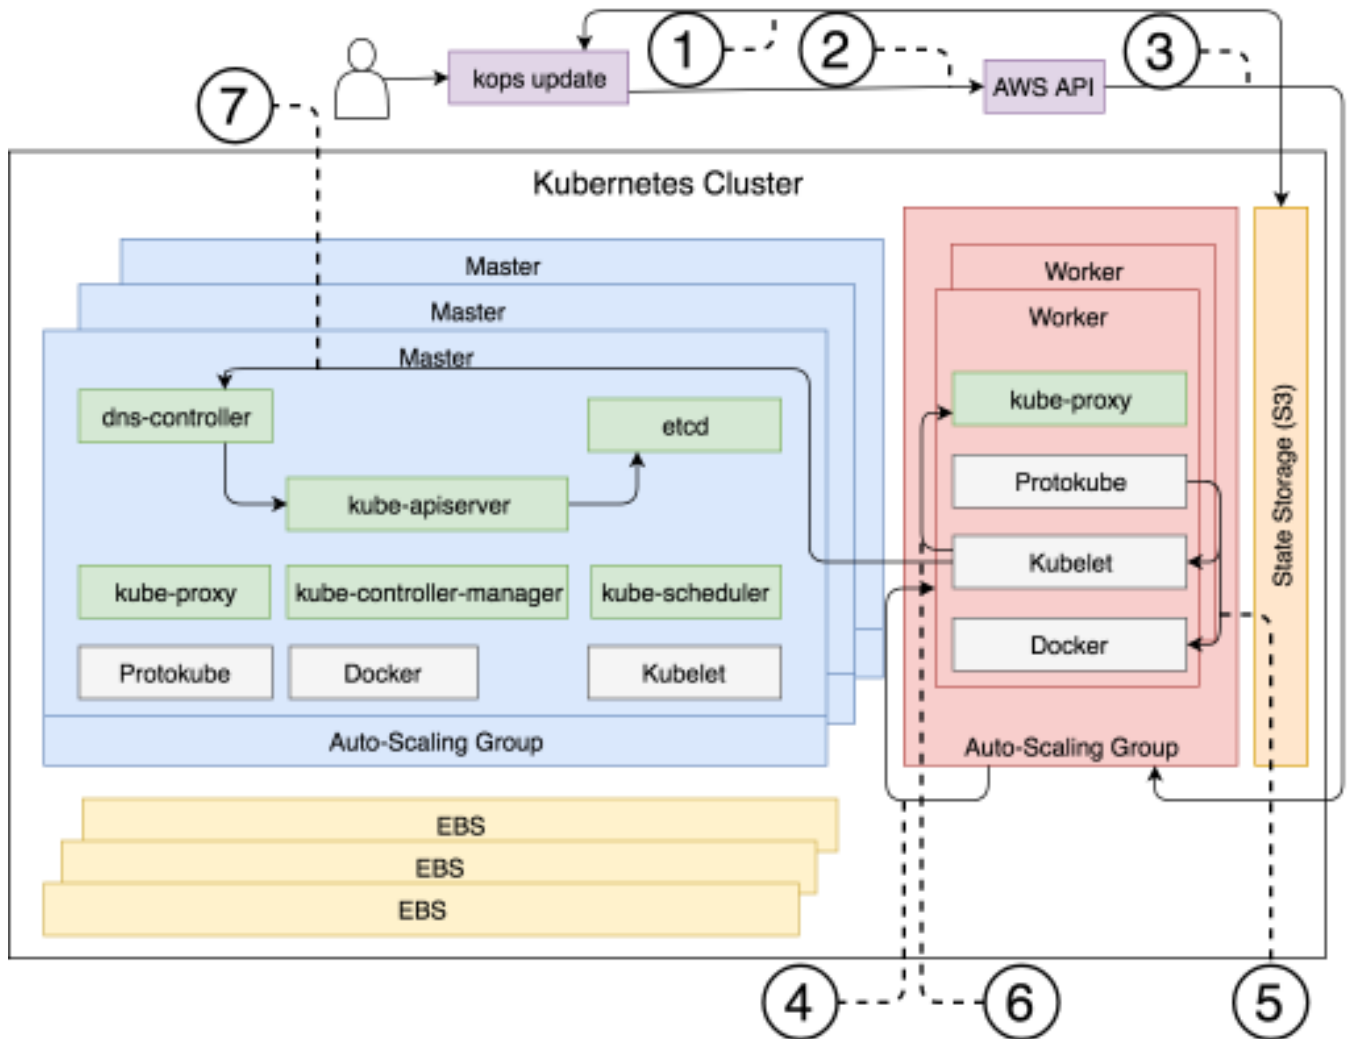 1
2
3
7
kops update
AWS API
Kubernetes Cluster
Master
Master
Master
dns-controller
etcd
kube-apiserver
kube-proxy
kube-controller-manager
kube-scheduler
Protokube
Docker
Kubelet
Auto-Scaling Group
Worker
Worker
kube-proxy
Protokube
Kubelet
Docker
Auto-Scaling Group
State Storage (S3)
EBS
EBS
EBS
4
6
5